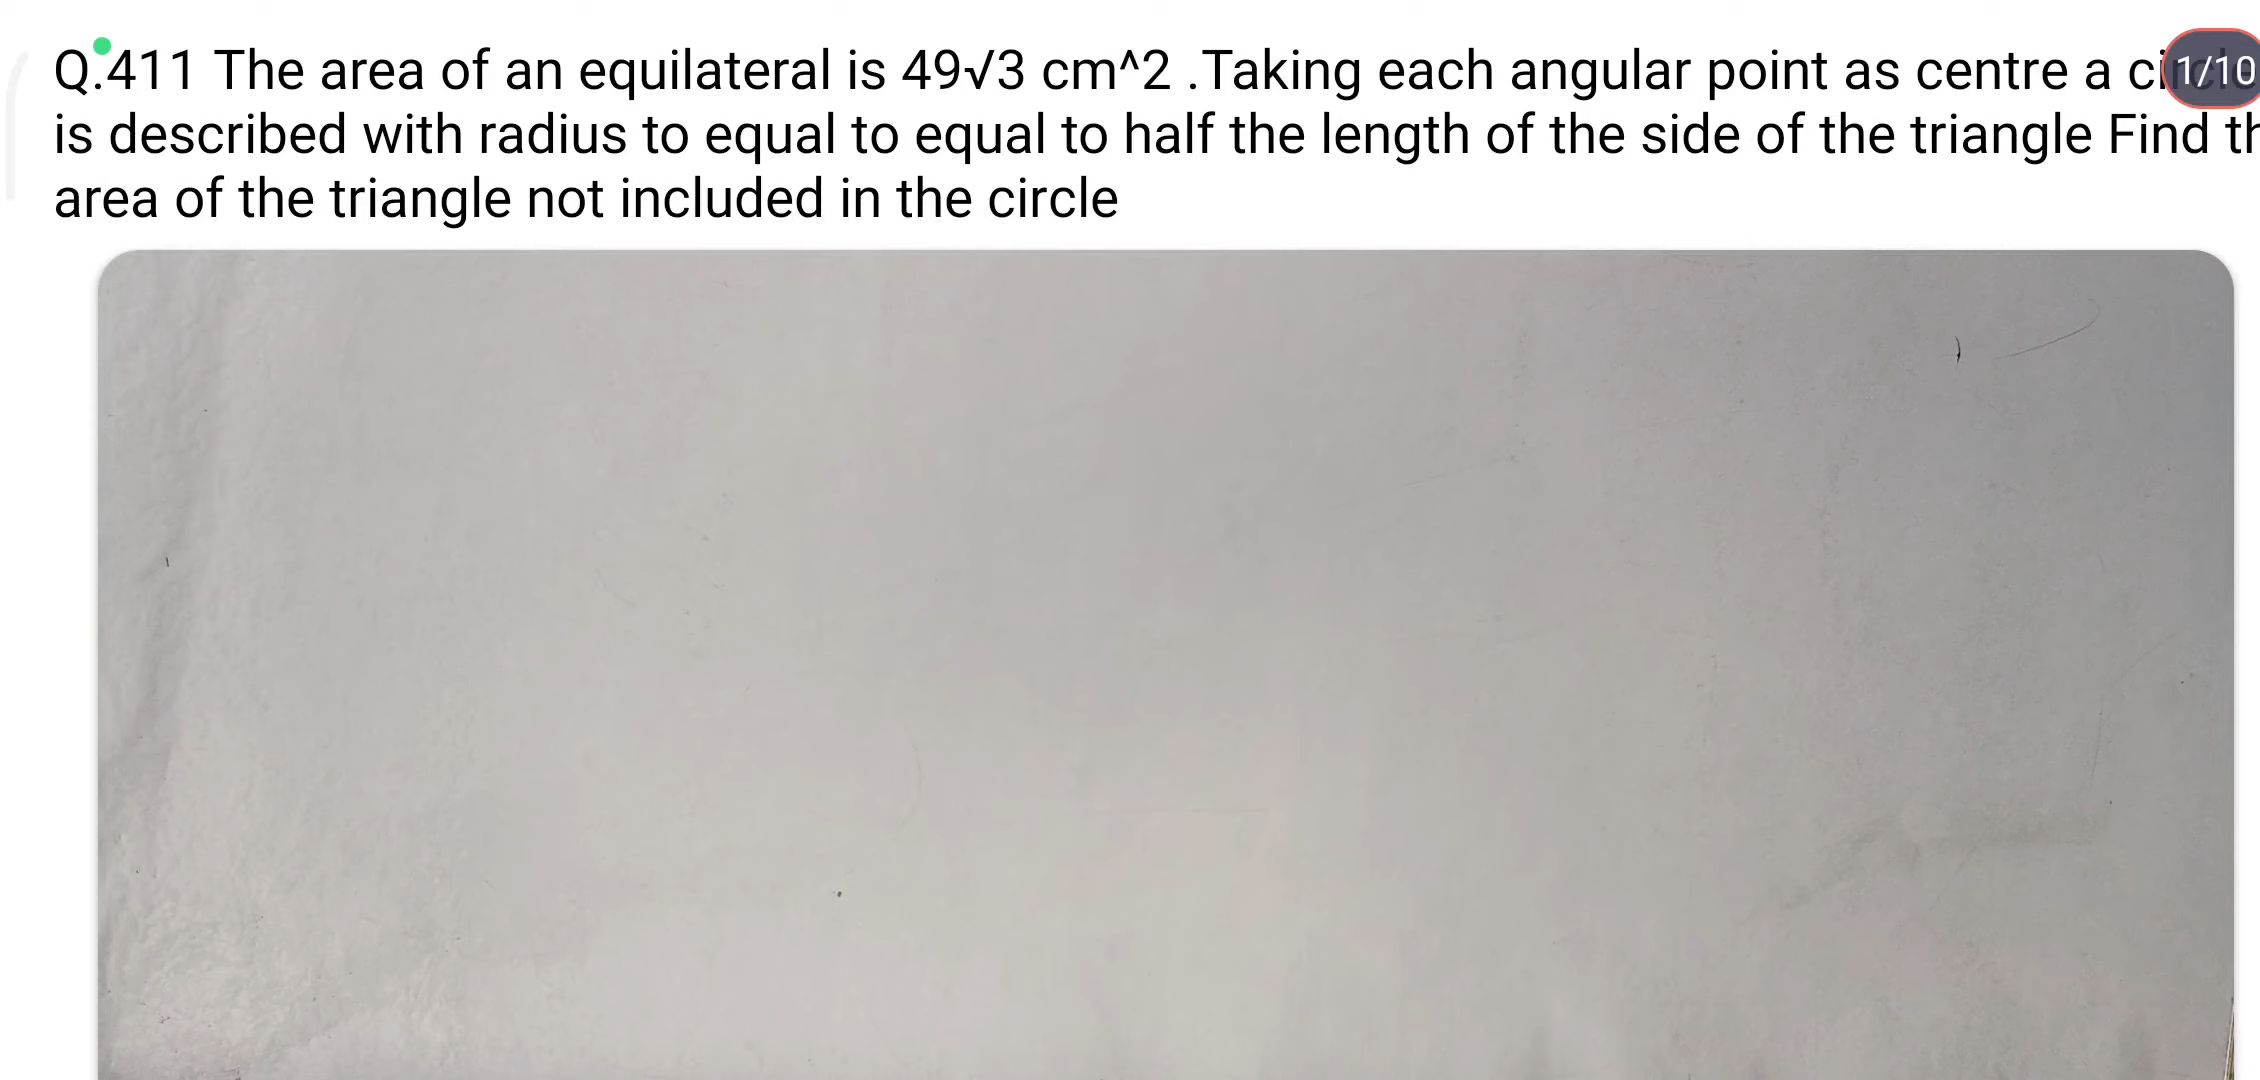 Q.411 The area of an equilateral is 49√3 cm^2 .Taking each angular point as centre a 1/10
is described with radius to equal to equal to half the length of the side of the triangle Find
area of the triangle not included in the circle